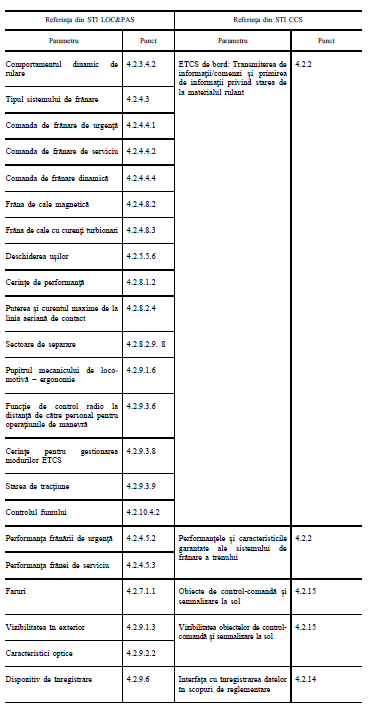 Referința din STI LOC&PAS Referința din STI CCS
Parametru Punct Parametru Punct
Comportamentul dinamic de 4.2.3.4.2 ETCS de bord: Transmiterea de 4.2.2
rulare informații/comenzi și primirea
de informații privind starea de
la materialul rulant
Tipul sistemului de frânare 4.2.4.3
Comanda de frânare de urgență 4.2.4.4.1
Comanda de frânare de serviciu 4.2.4.4.2
Comanda de frânare dinamică 4.2.4.4.4
Frâna de cale magnetică 4.2.4.8.2
Frâna de cale cu curenți turbionari 4.2.4.8.3
Deschiderea ușilor 4.2.5.5.6
Cerințe de performanță 4.2.8.1.2
Puterea și curentul maxime de la 4.2.8.2.4
linia aeriană de contact
Sectoare de separare 4.2.8.2.9. 8
Pupitrul mecanicului de loco- 4.2.9.1.6
motivă – ergonomie
Funcție de control radio la 4.2.9.3.6
distanță de către personal pentru
operațiunile de manevră
Cerințe pentru gestionarea 4.2.9.3.8
modurilor ETCS
Starea de tracțiune 4.2.9.3.9
Controlul fumului 4.2.10.4.2
Performanța frânării de urgență 4.2.4.5.2 Performanțele și caracteristicile 4.2.2
garantate ale sistemului de
frânare a trenului
Performanța frânei de serviciu 4.2.4.5.3
Faruri 4.2.7.1.1 Obiecte de control-comandă și 4.2.15
semnalizare la sol
Vizibilitatea în exterior 4.2.9.1.3 Vizibilitatea obiectelor de control- 4.2.15
comandă și semnalizare la sol
Caracteristici optice 4.2.9.2.2
Dispozitiv de înregistrare 4.2.9.6 Interfața cu înregistrarea datelor 4.2.14
în scopuri de reglementare